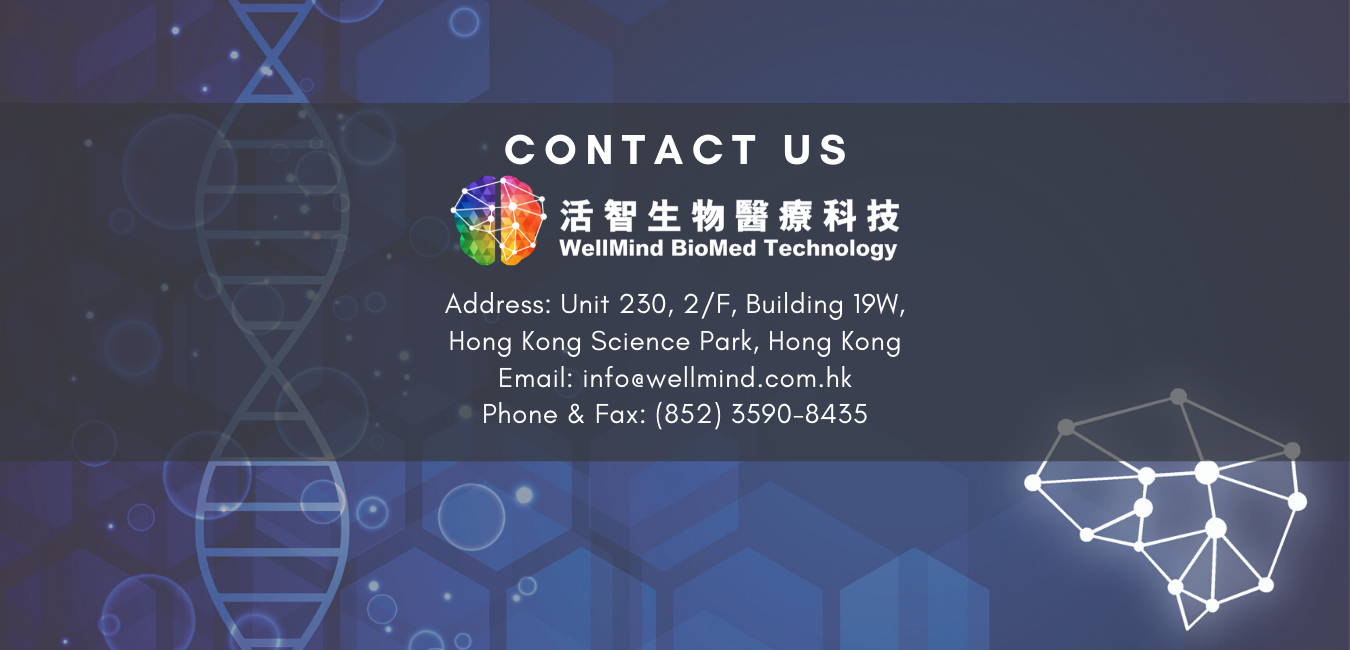 CONTACT US
活智生物醫療科技
WellMind BioMed Technology
Address: Unit 230, 2/F, Building 19W,
Hong Kong Science Park, Hong Kong
Email: info@wellmind.com.hk
Phone & Fax: (852) 3590-8435